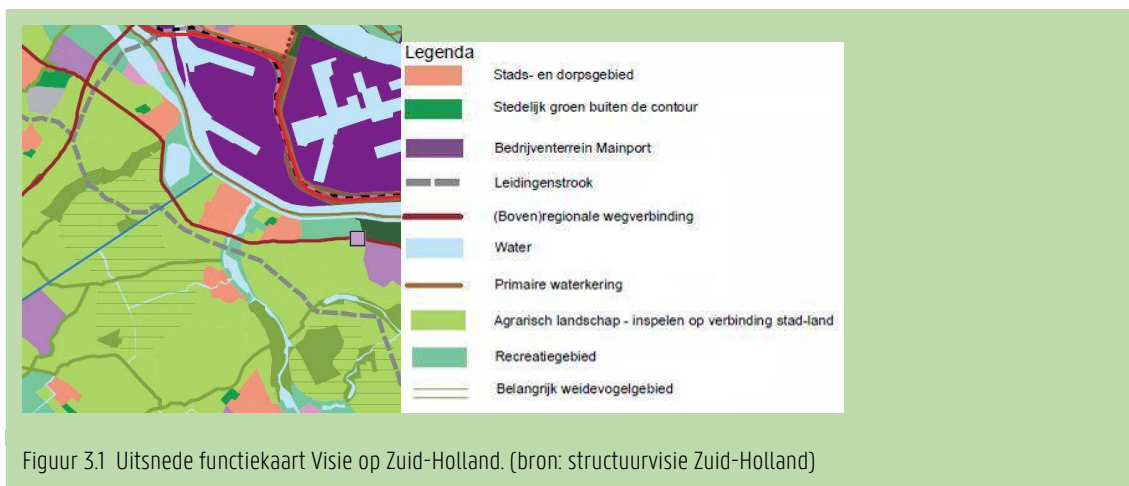 Legenda
Stads- en dorpsgebied
Stedelijk groen buiten de contour
Bedrijventerrein Mainport
Leidingenstrook
(Boven)regionale wegverbinding
Water
Primaire waterkering
Agrarisch landschap - inspelen op verbinding stad-land
Recreatiegebied
Belangrijk weidevogelgebied
Figuur 3.1 Uitsnede functiekaart Visie op Zuid-Holland. (bron: structuurvisie Zuid-Holland)